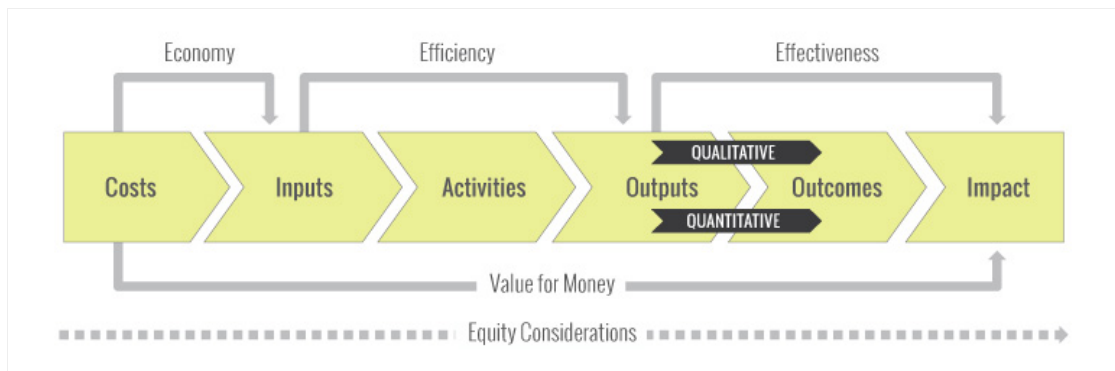 Economy
Efficiency
Effectiveness
QUALITATIVE
Costs
Inputs
Activities
Outputs
Outcomes
Impact
QUANTITATIVE
Value for Money
Equity Considerations